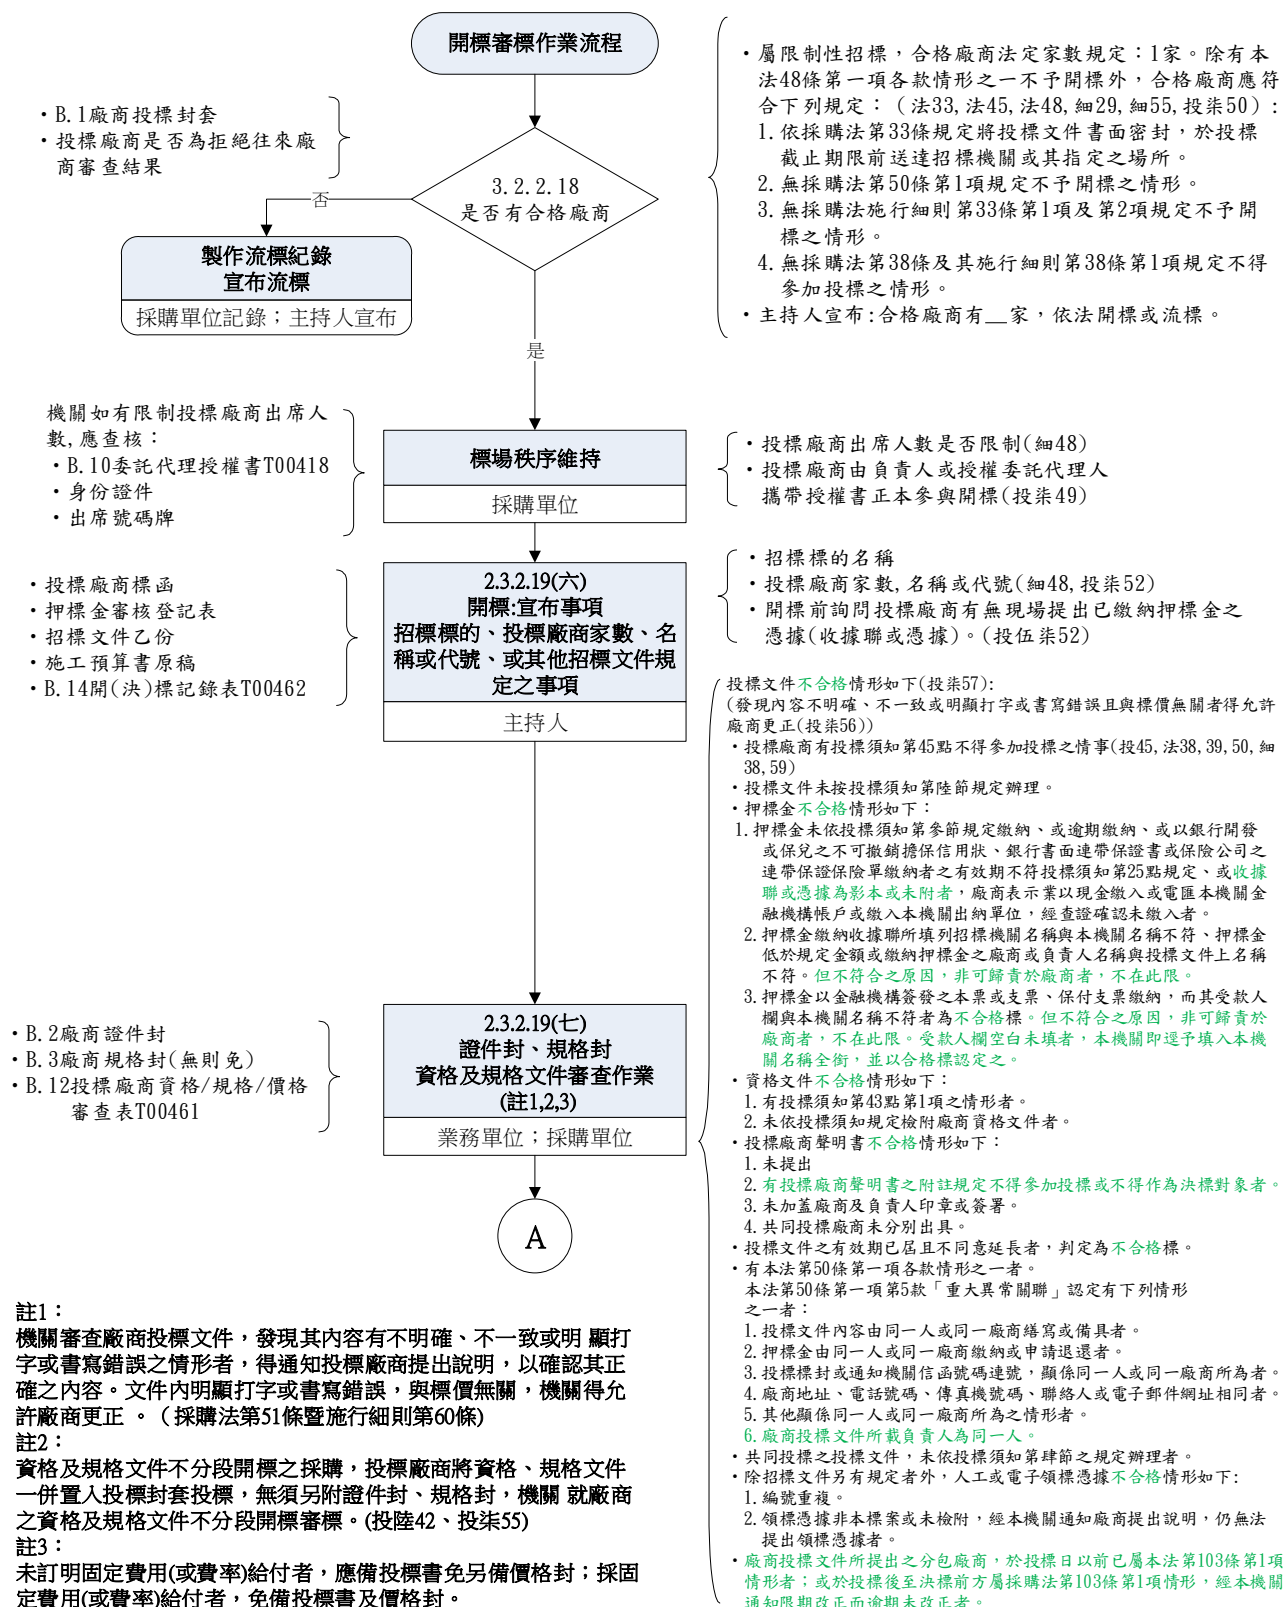 開標審標作業流程
・B.1廠商投標封套
・投標廠商是否為拒絕往來廠
商審查結果
3.2.2.18
是否有合格廠商
否
製作流標紀錄
宣布流標
採購單位記錄；主持人宣布
是
・屬限制性招標，合格廠商法定家數規定：1家。除有本
法48條第一項各款情形之一不予開標外，合格廠商應符
合下列規定：（法33,法45,法48,細29,細55,投柒50）:
1.依採購法第33條規定將投標文件書面密封，於投標
截止期限前送達招標機關或其指定之場所。
2.無採購法第50條第1項規定不予開標之情形。
3.無採購法施行細則第33條第1項及第2項規定不予開
標之情形。
4.無採購法第38條及其施行細則第38條第1項規定不得
參加投標之情形。
・主持人宣布:合格廠商有__家，依法開標或流標。
機關如有限制投標廠商出席人
數,應查核：
・B.10委託代理授權書T00418
・身份證件
・出席號碼牌
標場秩序維持
採購單位
・投標廠商出席人數是否限制(細48)
・投標廠商由負責人或授權委託代理人
攜帶授權書正本參與開標(投柒49)
・投標廠商標函
・押標金審核登記表
・招標文件乙份
・施工預算書原稿
・B.14開(決)標記錄表T00462
2.3.2.19(六)
開標:宣布事項
招標標的、投標廠商家數、名
稱或代號、或其他招標文件規
定之事項
主持人
・招標標的名稱
・投標廠商家數,名稱或代號(細48,投柒52)
・開標前詢問投標廠商有無現場提出已繳納押標金之
憑據(收據聯或憑據)。(投伍柒52)
・B.2廠商證件封
・B.3廠商規格封(無則免)
・B.12投標廠商資格/規格/價格
審查表T00461
2.3.2.19(七)
證件封、規格封
資格及規格文件審查作業
(註1,2,3)
業務單位；採購單位
A
投標文件不合格情形如下(投柒57):
(發現內容不明確、不一致或明顯打字或書寫錯誤且與標價無關者得允許
廠商更正(投柒56))
・投標廠商有投標須知第45點不得參加投標之情事(投45,法38,39,50,細
38,59)
・投標文件未按投標須知第陸節規定辦理。
・押標金不合格情形如下：
1.押標金未依投標須知第參節規定繳納、或逾期繳納、或以銀行開發
或保兌之不可撤銷擔保信用狀、銀行書面連帶保證書或保險公司之
連帶保證保險單繳納者之有效期不符投標須知第25點規定、或收據
聯或憑據為影本或未附者，廠商表示業以現金繳入或電匯本機關金
融機構帳戶或繳入本機關出納單位，經查證確認未繳入者。
2.押標金繳納收據聯所填列招標機關名稱與本機關名稱不符、押標金
低於規定金額或繳納押標金之廠商或負責人名稱與投標文件上名稱
不符。但不符合之原因，非可歸責於廠商者，不在此限。
3.押標金以金融機構簽發之本票或支票、保付支票繳納，而其受款人
欄與本機關名稱不符者為不合格標。但不符合之原因，非可歸責於
廠商者，不在此限。受款人欄空白未填者，本機關即逕予填入本機
關名稱全銜，並以合格標認定之。
・資格文件不合格情形如下：
1.有投標須知第43點第1項之情形者。
2.未依投標須知規定檢附廠商資格文件者。
・投標廠商聲明書不合格情形如下：
1.未提出
2.有投標廠商聲明書之附註規定不得參加投標或不得作為決標對象者。
3.未加蓋廠商及負責人印章或簽署。
4.共同投標廠商未分別出具。
・投標文件之有效期已屆且不同意延長者，判定為不合格標。
・有本法第50條第一項各款情形之一者。
本法第50條第一項第5款「重大異常關聯」認定有下列情形
之一者：
1.投標文件內容由同一人或同一廠商繕寫或備具者。
2.押標金由同一人或同一廠商繳納或申請退還者。
3.投標標封或通知機關信函號碼連號，顯係同一人或同一廠商所為者。
4.廠商地址、電話號碼、傳真機號碼、聯絡人或電子郵件網址相同者。
5.其他顯係同一人或同一廠商所為之情形者。
6.廠商投標文件所載負責人為同一人。
・共同投標之投標文件，未依投標須知第肆節之規定辦理者。
・除招標文件另有規定者外，人工或電子領標憑據不合格情形如下:
1.編號重複。
2.領標憑據非本標案或未檢附，經本機關通知廠商提出說明，仍無法
提出領標憑據者。
・廠商投標文件所提出之分包廠商，於投標日以前已屬本法第103條第1項
情形者；或於投標後至決標前方屬採購法第103條第1項情形，經本機關
通知限期改正而逾期未改正者。
註1：
機關審查廠商投標文件，發現其內容有不明確、不一致或明 顯打
字或書寫錯誤之情形者，得通知投標廠商提出說明，以確認其正
確之內容。文件內明顯打字或書寫錯誤，與標價無關，機關得允
許廠商更正 。（採購法第51條暨施行細則第60條)
註2：
資格及規格文件不分段開標之採購，投標廠商將資格、規格文件
一併置入投標封套投標，無須另附證件封、規格封，機關 就廠商
之資格及規格文件不分段開標審標。(投陸42、投柒55)
註3：
未訂明固定費用(或費率)給付者，應備投標書免另備價格封；採固
定費用(或費率)給付者，免備投標書及價格封。